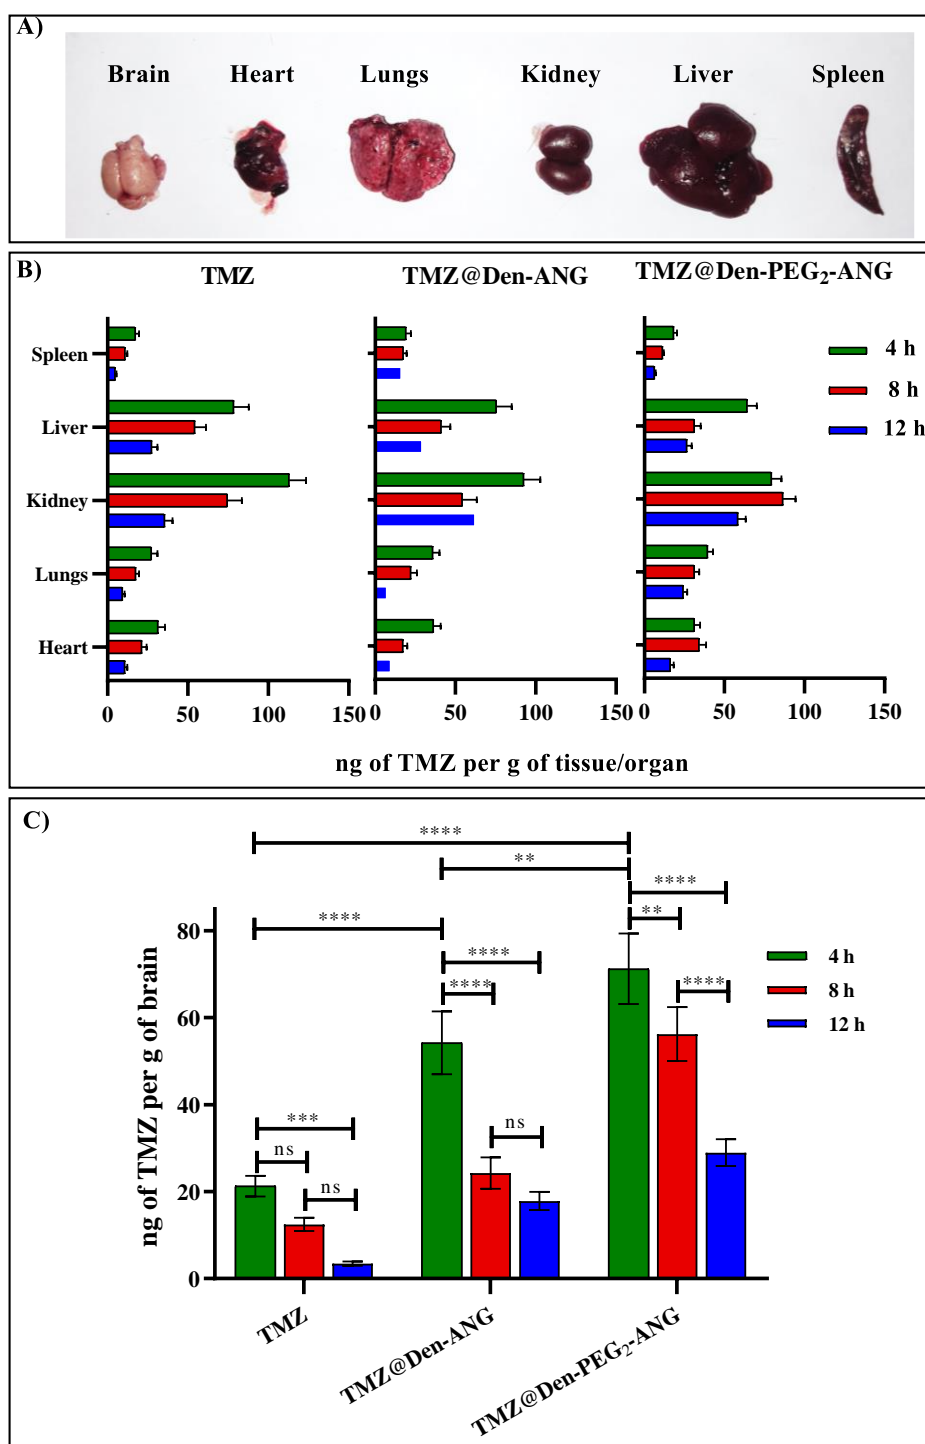 A)
Brain Heart Lungs Kidney Liver Spleen
B)
TMZ TMZ@Den-ANG TMZ@Den-PEG₂-ANG
Spleen
Liver
Kidney
Lungs
Heart
4 h
8 h
12 h
0 50 100 150 0 50 100 150 0 50 100 150
ng of TMZ per g of tissue/organ
C)
****
**
****
**
****
****
****
****
***
ns
ns
ns
80
60
40
20
0
ng of TMZ per g of brain
4 h
8 h
12 h
TMZ
TMZ@Den-ANG
TMZ@Den-PEG₂-ANG